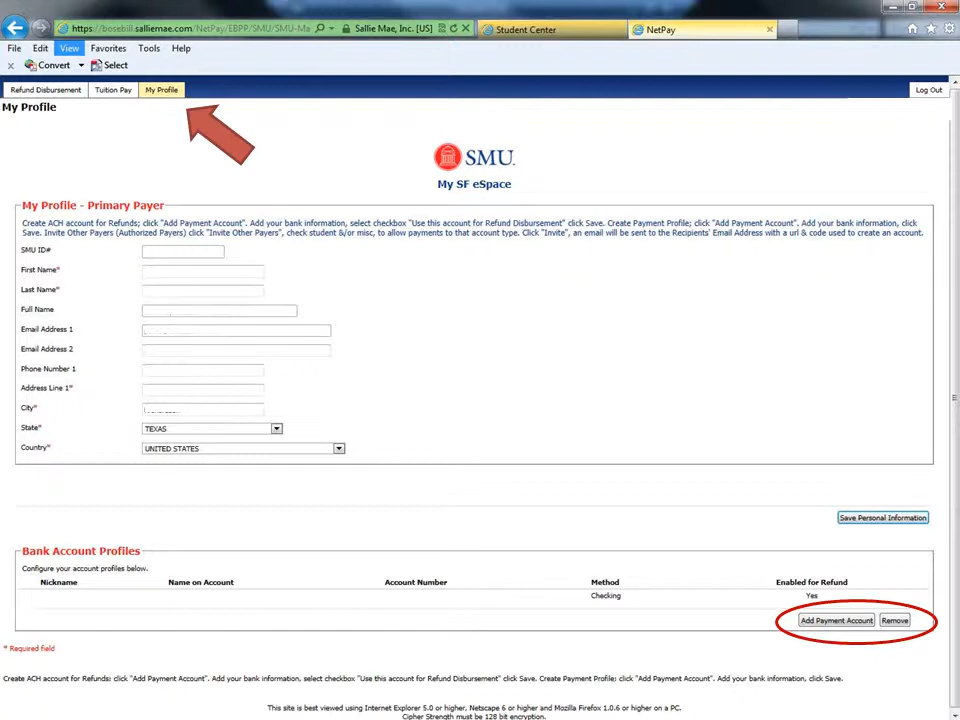 https://bosebill.salliemae.com/NetPay/EBPP/SMU/SMU-Ma
Sallie Mae, Inc. [US]
Student Center
NetPay
File Edit View Favorites Tools Help
Convert Select
Refund Disbursement Tuition Pay My Profile Log Out
My Profile
SMU.
My SF eSpace
My Profile - Primary Payer
Create ACH account for Refunds; click "Add Payment Account". Add your bank information, select checkbox "Use this account for Refund Disbursement" click Save. Create Payment Profile; click "Add Payment Account". Add your bank information, click
Save. Invite Other Payers (Authorized Payers) click "Invite Other Payers", check student &/or misc, to allow payments to that account type. Click "Invite", an email will be sent to the Recipients' Email Address with a url & code used to create an account.
SMU ID#
First Name*
Last Name*
Full Name
Email Address 1
Email Address 2
Phone Number 1
Address Line 1*
City*
State* TEXAS
Country* UNITED STATES
Save Personal Information
Bank Account Profiles
Configure your account profiles below.
Nickname Name on Account Account Number Method Enabled for Refund
Checking Yes
Add Payment Account Remove
* Required field
Create ACH account for Refunds; click "Add Payment Account". Add your bank information, select checkbox "Use this account for Refund Disbursement" click Save. Create Payment Profile; click "Add Payment Account". Add your bank information, click Save.
This site is best viewed using Internet Explorer 5.0 or higher, Netscape 6 or higher and Mozilla Firefox 1.0.6 or higher on a PC.
Cipher Strength must be 128 bit encryption.